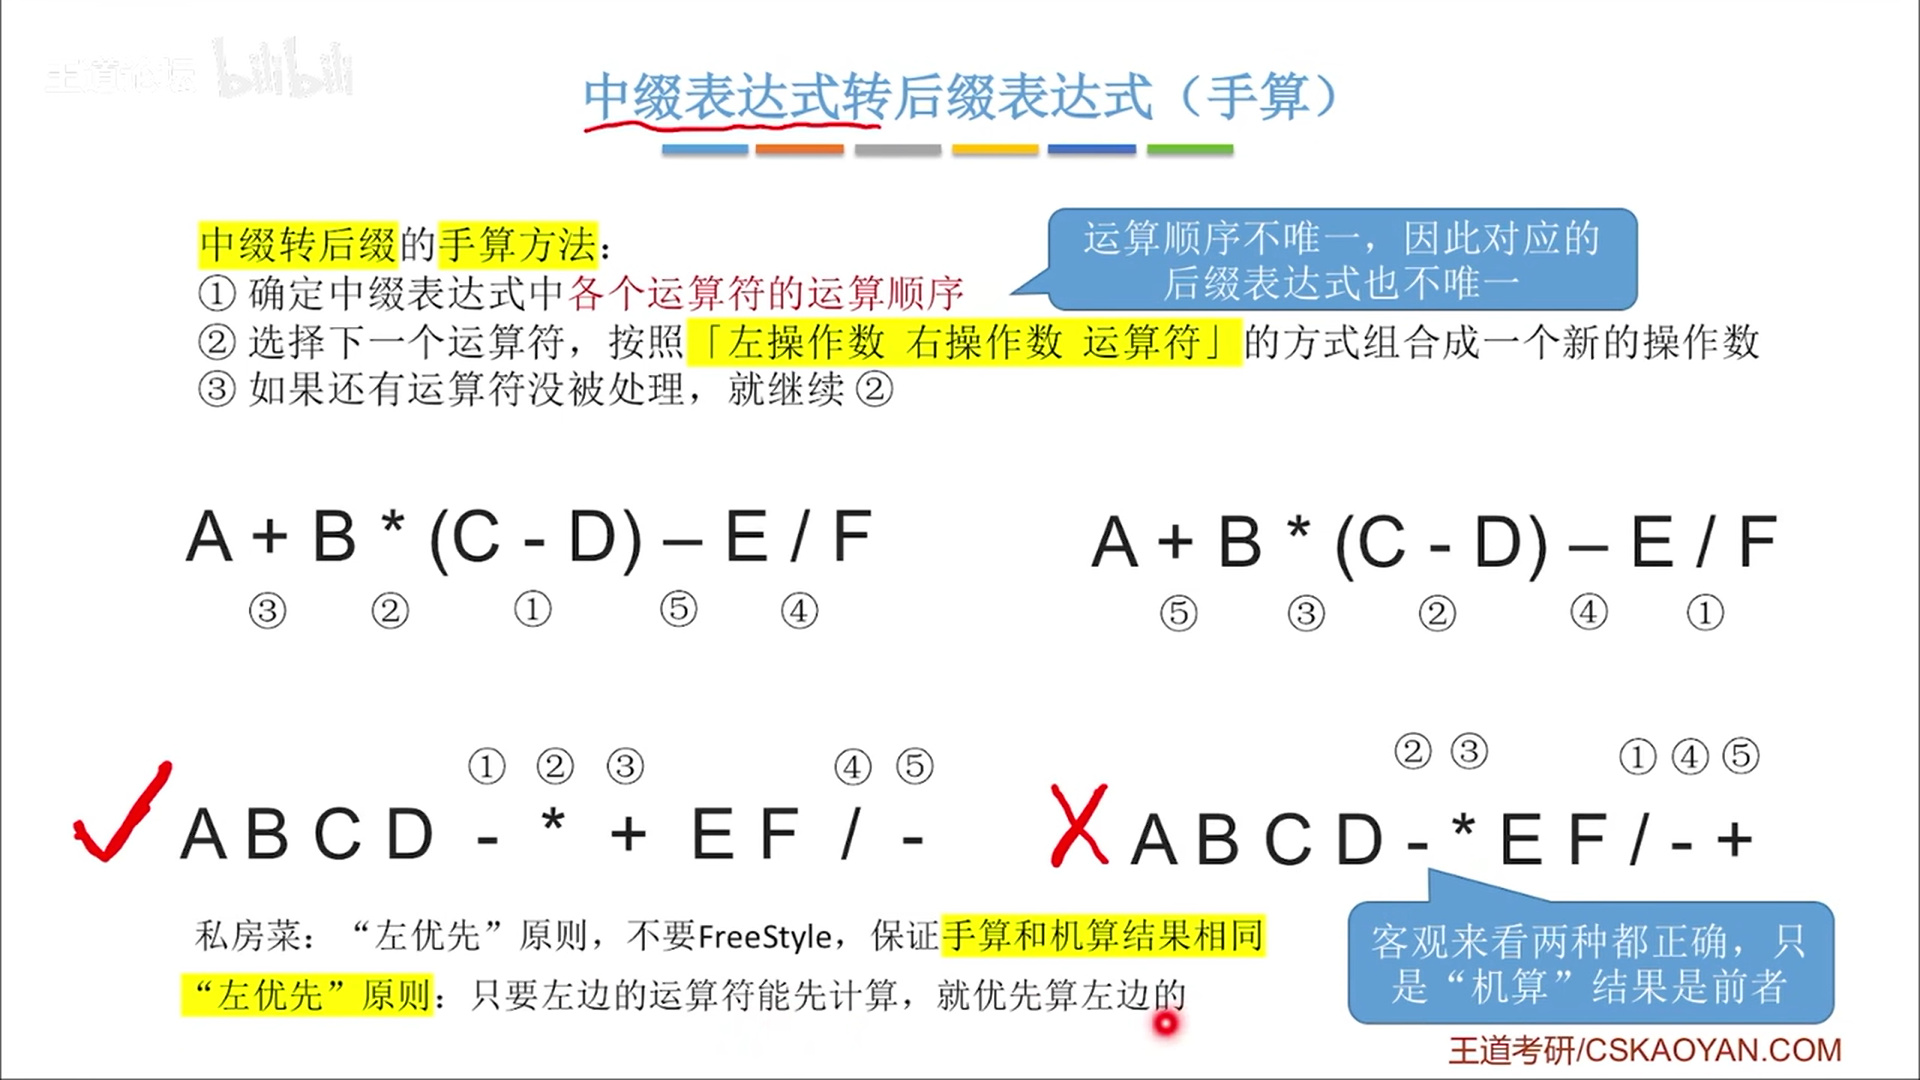 王道论坛 bilibili
中缀表达式转后缀表达式（手算）
中缀转后缀的手算方法：
① 确定中缀表达式中各个运算符的运算顺序
② 选择下一个运算符，按照「左操作数 右操作数 运算符」的方式组合成一个新的操作数
③ 如果还有运算符没被处理，就继续 ②
运算顺序不唯一，因此对应的
后缀表达式也不唯一
A + B * (C - D) – E / F
③ ② ① ⑤ ④
A + B * (C - D) – E / F
⑤ ③ ② ④ ①
① ② ③ ④ ⑤
A B C D - * + E F / -
② ③ ① ④ ⑤
A B C D - * E F / - +
私房菜：“左优先”原则，不要FreeStyle，保证手算和机算结果相同
“左优先”原则：只要左边的运算符能先计算，就优先算左边的
客观来看两种都正确，只
是“机算”结果是前者
王道考研/CSKAOYAN.COM